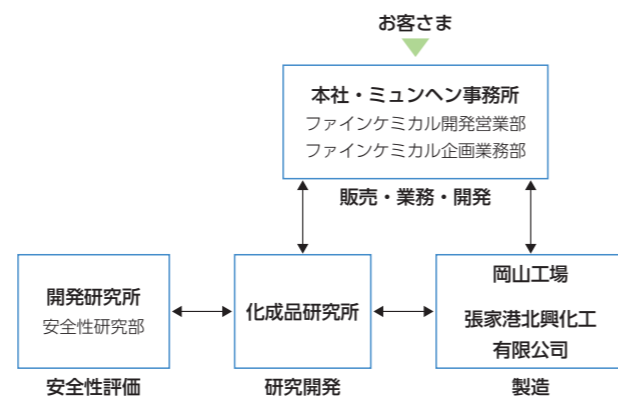 お客さま
本社・ミュンヘン事務所
ファインケミカル開発営業部
ファインケミカル企画業務部
販売・業務・開発
開発研究所
安全性研究部
安全性評価
化成品研究所
研究開発
岡山工場
張家港北興化工
有限公司
製造